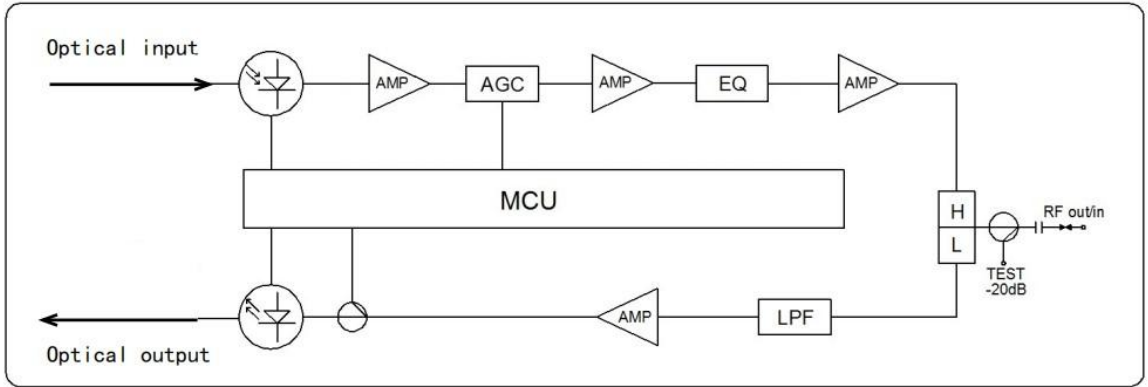 Optical input
AMP
AGC
AMP
EQ
AMP
MCU
H
L
RF out/in
TEST
-20dB
AMP
LPF
Optical output